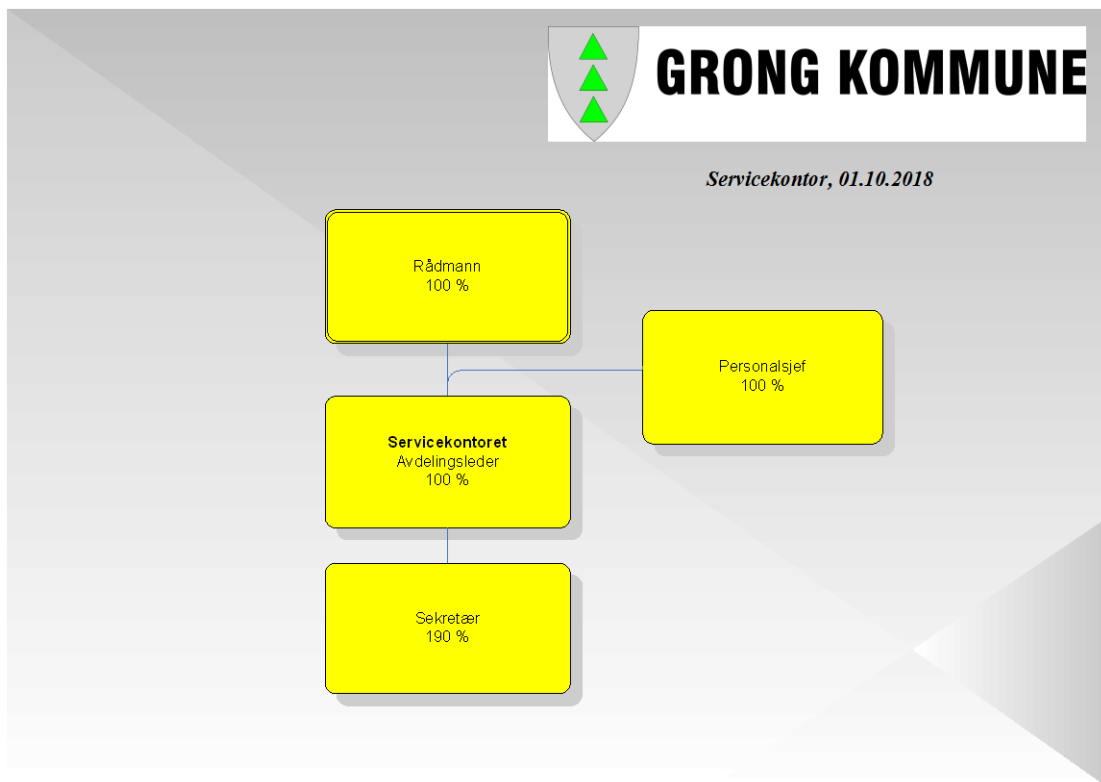 GRONG KOMMUNE
Servicekontor, 01.10.2018
Rådmann
100 %
Personalsjef
100 %
Servicekontoret
Avdelingsleder
100 %
Sekretær
190 %